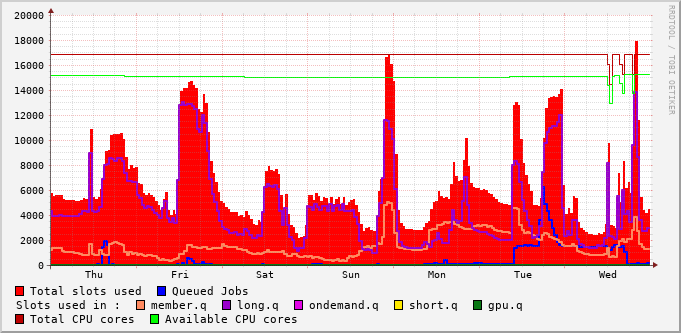 20000
18000
16000
14000
12000
10000
8000
6000
4000
2000
0
Thu Fri Sat Sun Mon Tue Wed
RRDTOOL / TOBI OETIKER
Total slots used Queued Jobs
Slots used in : member.q long.q ondemand.q short.q gpu.q
Total CPU cores Available CPU cores